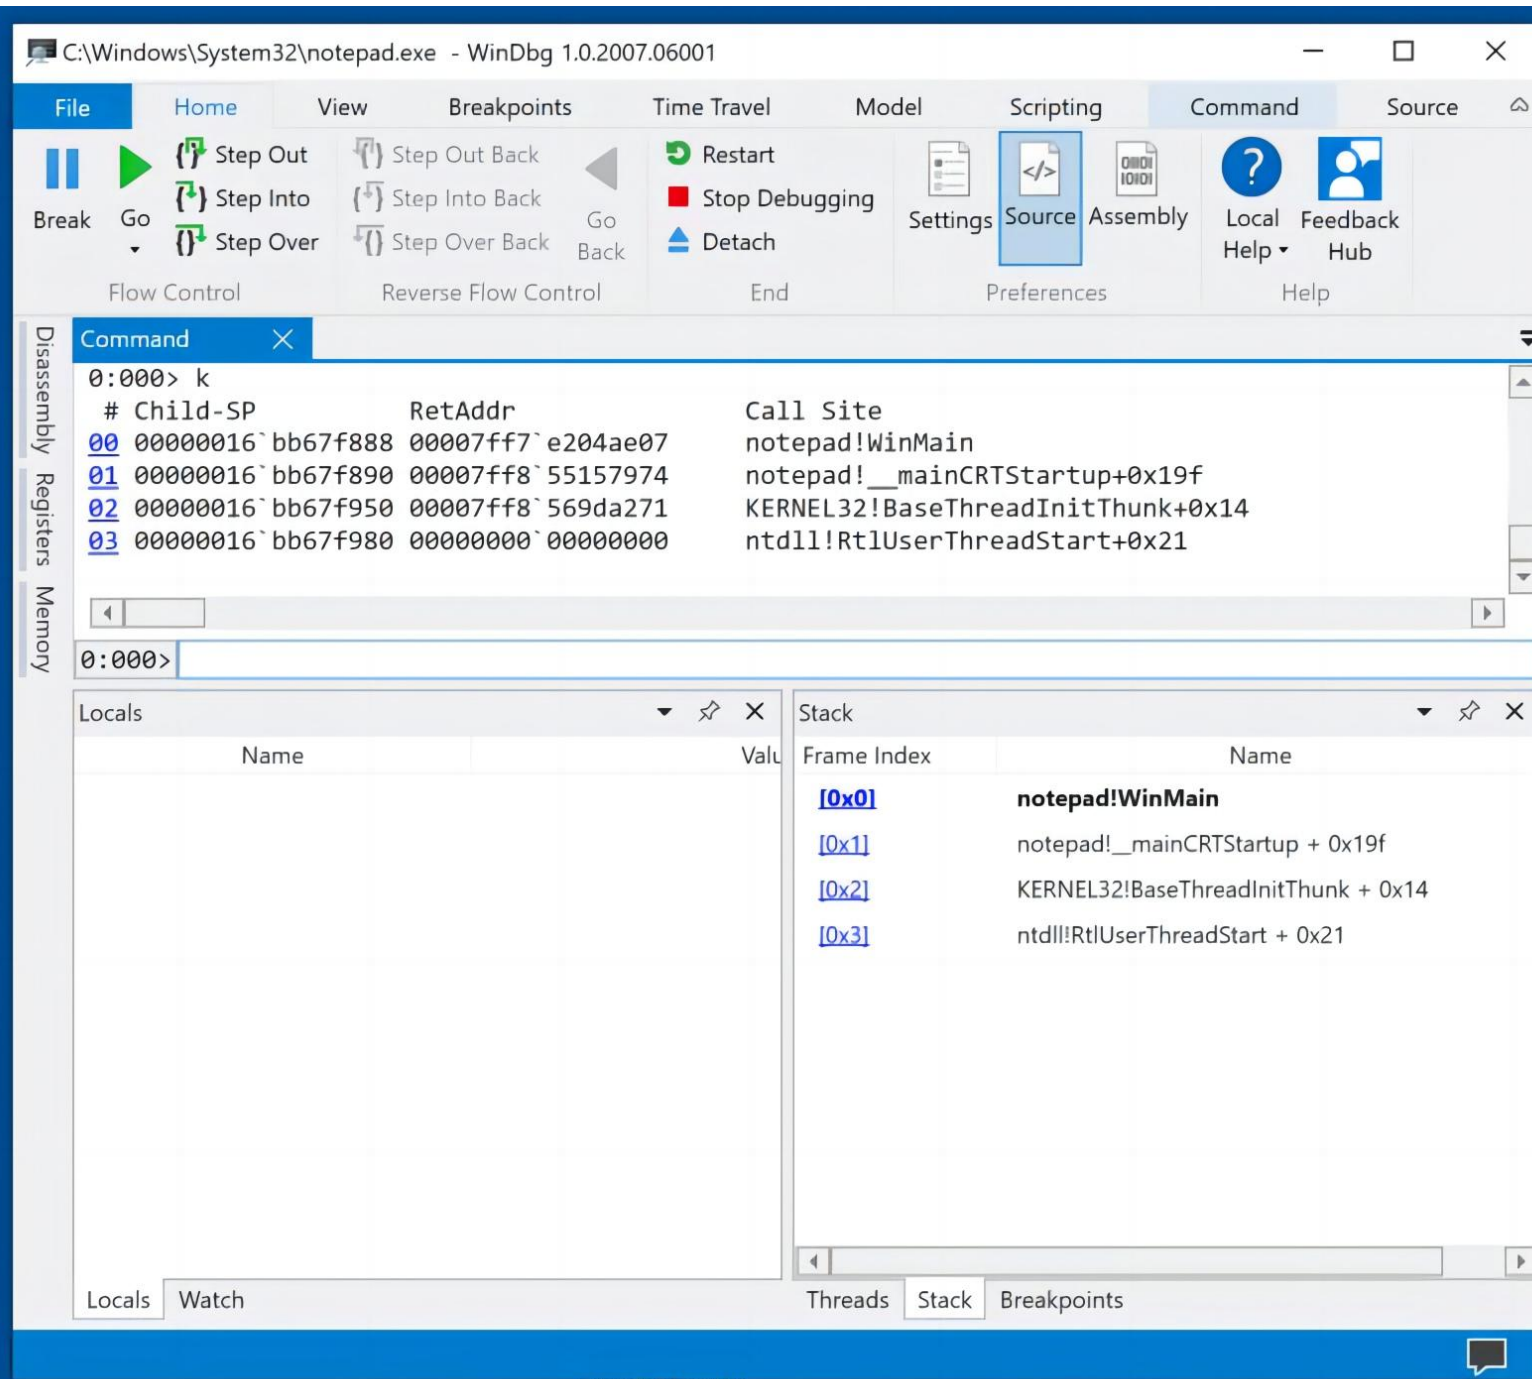 C:\Windows\System32\notepad.exe - WinDbg 1.0.2007.06001
File Home View Breakpoints Time Travel Model Scripting Command Source
Break
Go
Step Out
Step Into
Step Over
Flow Control
Step Out Back
Step Into Back
Step Over Back
Go
Back
Reverse Flow Control
Restart
Stop Debugging
Detach
End
Settings
Source
Assembly
Preferences
Local
Help
Feedback
Hub
Help
Disassembly
Registers
Memory
Command
0:000> k
# Child-SP RetAddr Call Site
00 00000016`bb67f888 00007ff7`e204ae07 notepad!WinMain
01 00000016`bb67f890 00007ff8`55157974 notepad!__mainCRTStartup+0x19f
02 00000016`bb67f950 00007ff8`569da271 KERNEL32!BaseThreadInitThunk+0x14
03 00000016`bb67f980 00000000`00000000 ntdll!RtlUserThreadStart+0x21
0:000>
Locals
Name Valu
Locals Watch
Stack
Frame Index Name
[0x0] notepad!WinMain
[0x1] notepad!__mainCRTStartup + 0x19f
[0x2] KERNEL32!BaseThreadInitThunk + 0x14
[0x3] ntdll!RtlUserThreadStart + 0x21
Threads Stack Breakpoints